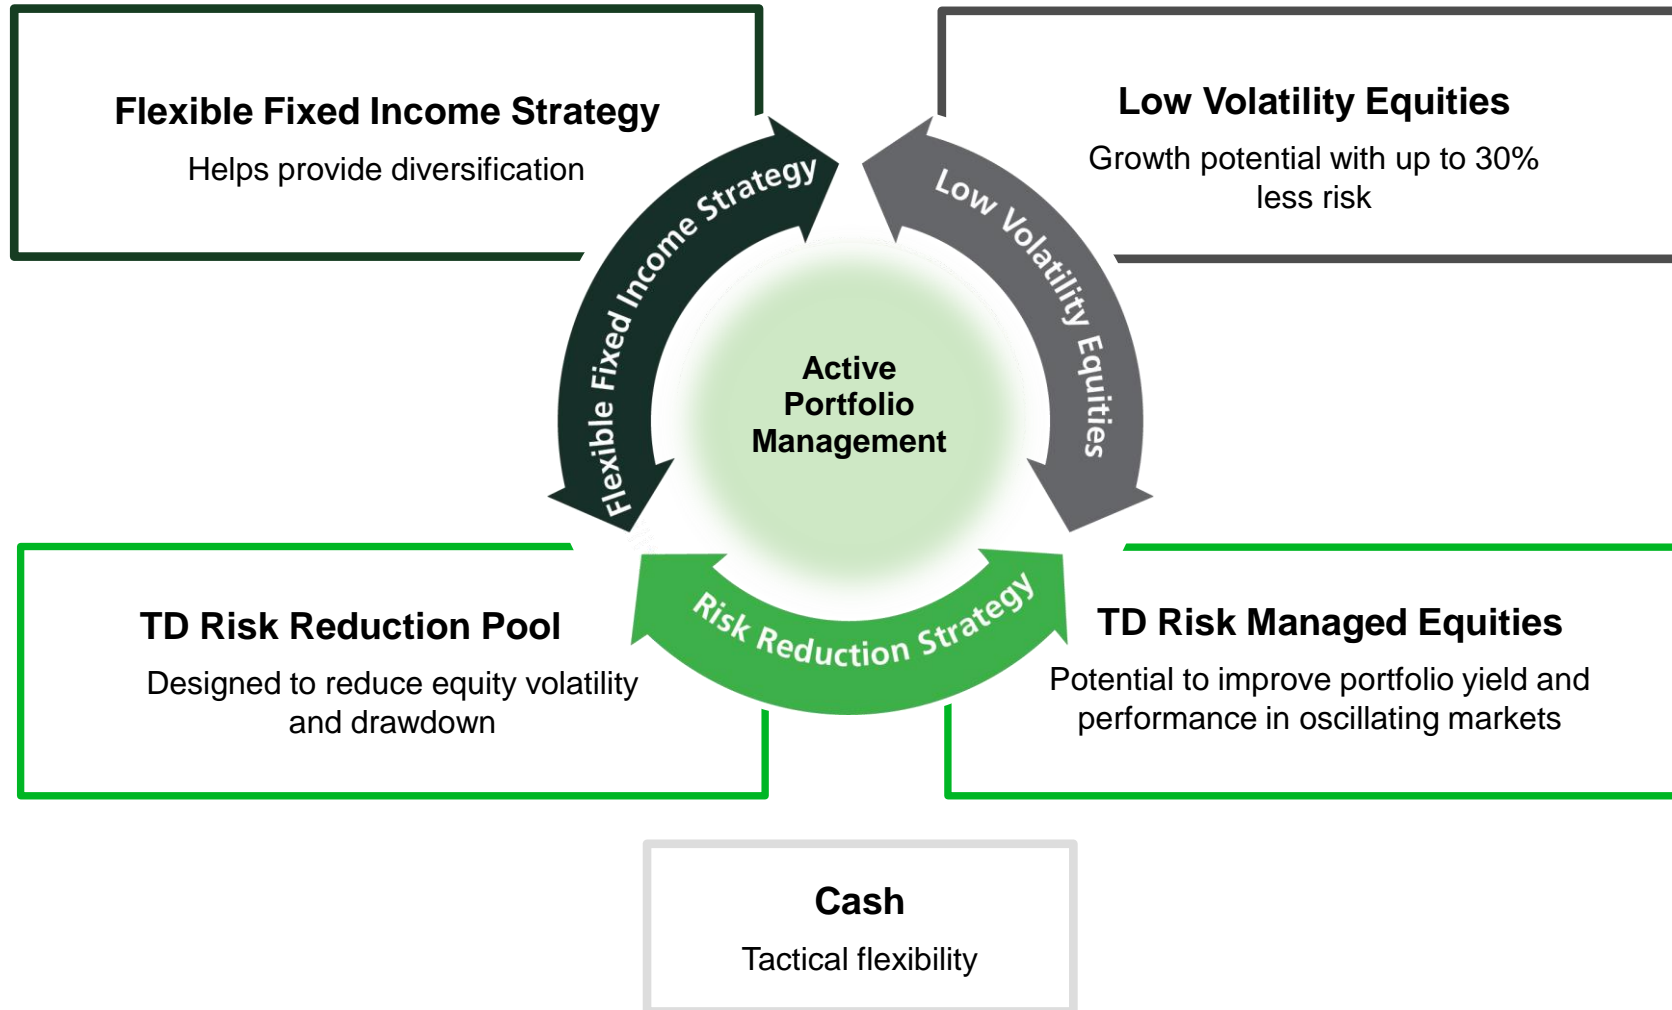 Flexible Fixed Income Strategy
Helps provide diversification
Low Volatility Equities
Growth potential with up to 30%
less risk
Flexible Fixed Income Strategy
Low Volatility Equities
Active
Portfolio
Management
Risk Reduction Strategy
TD Risk Reduction Pool
Designed to reduce equity volatility
and drawdown
TD Risk Managed Equities
Potential to improve portfolio yield and
performance in oscillating markets
Cash
Tactical flexibility